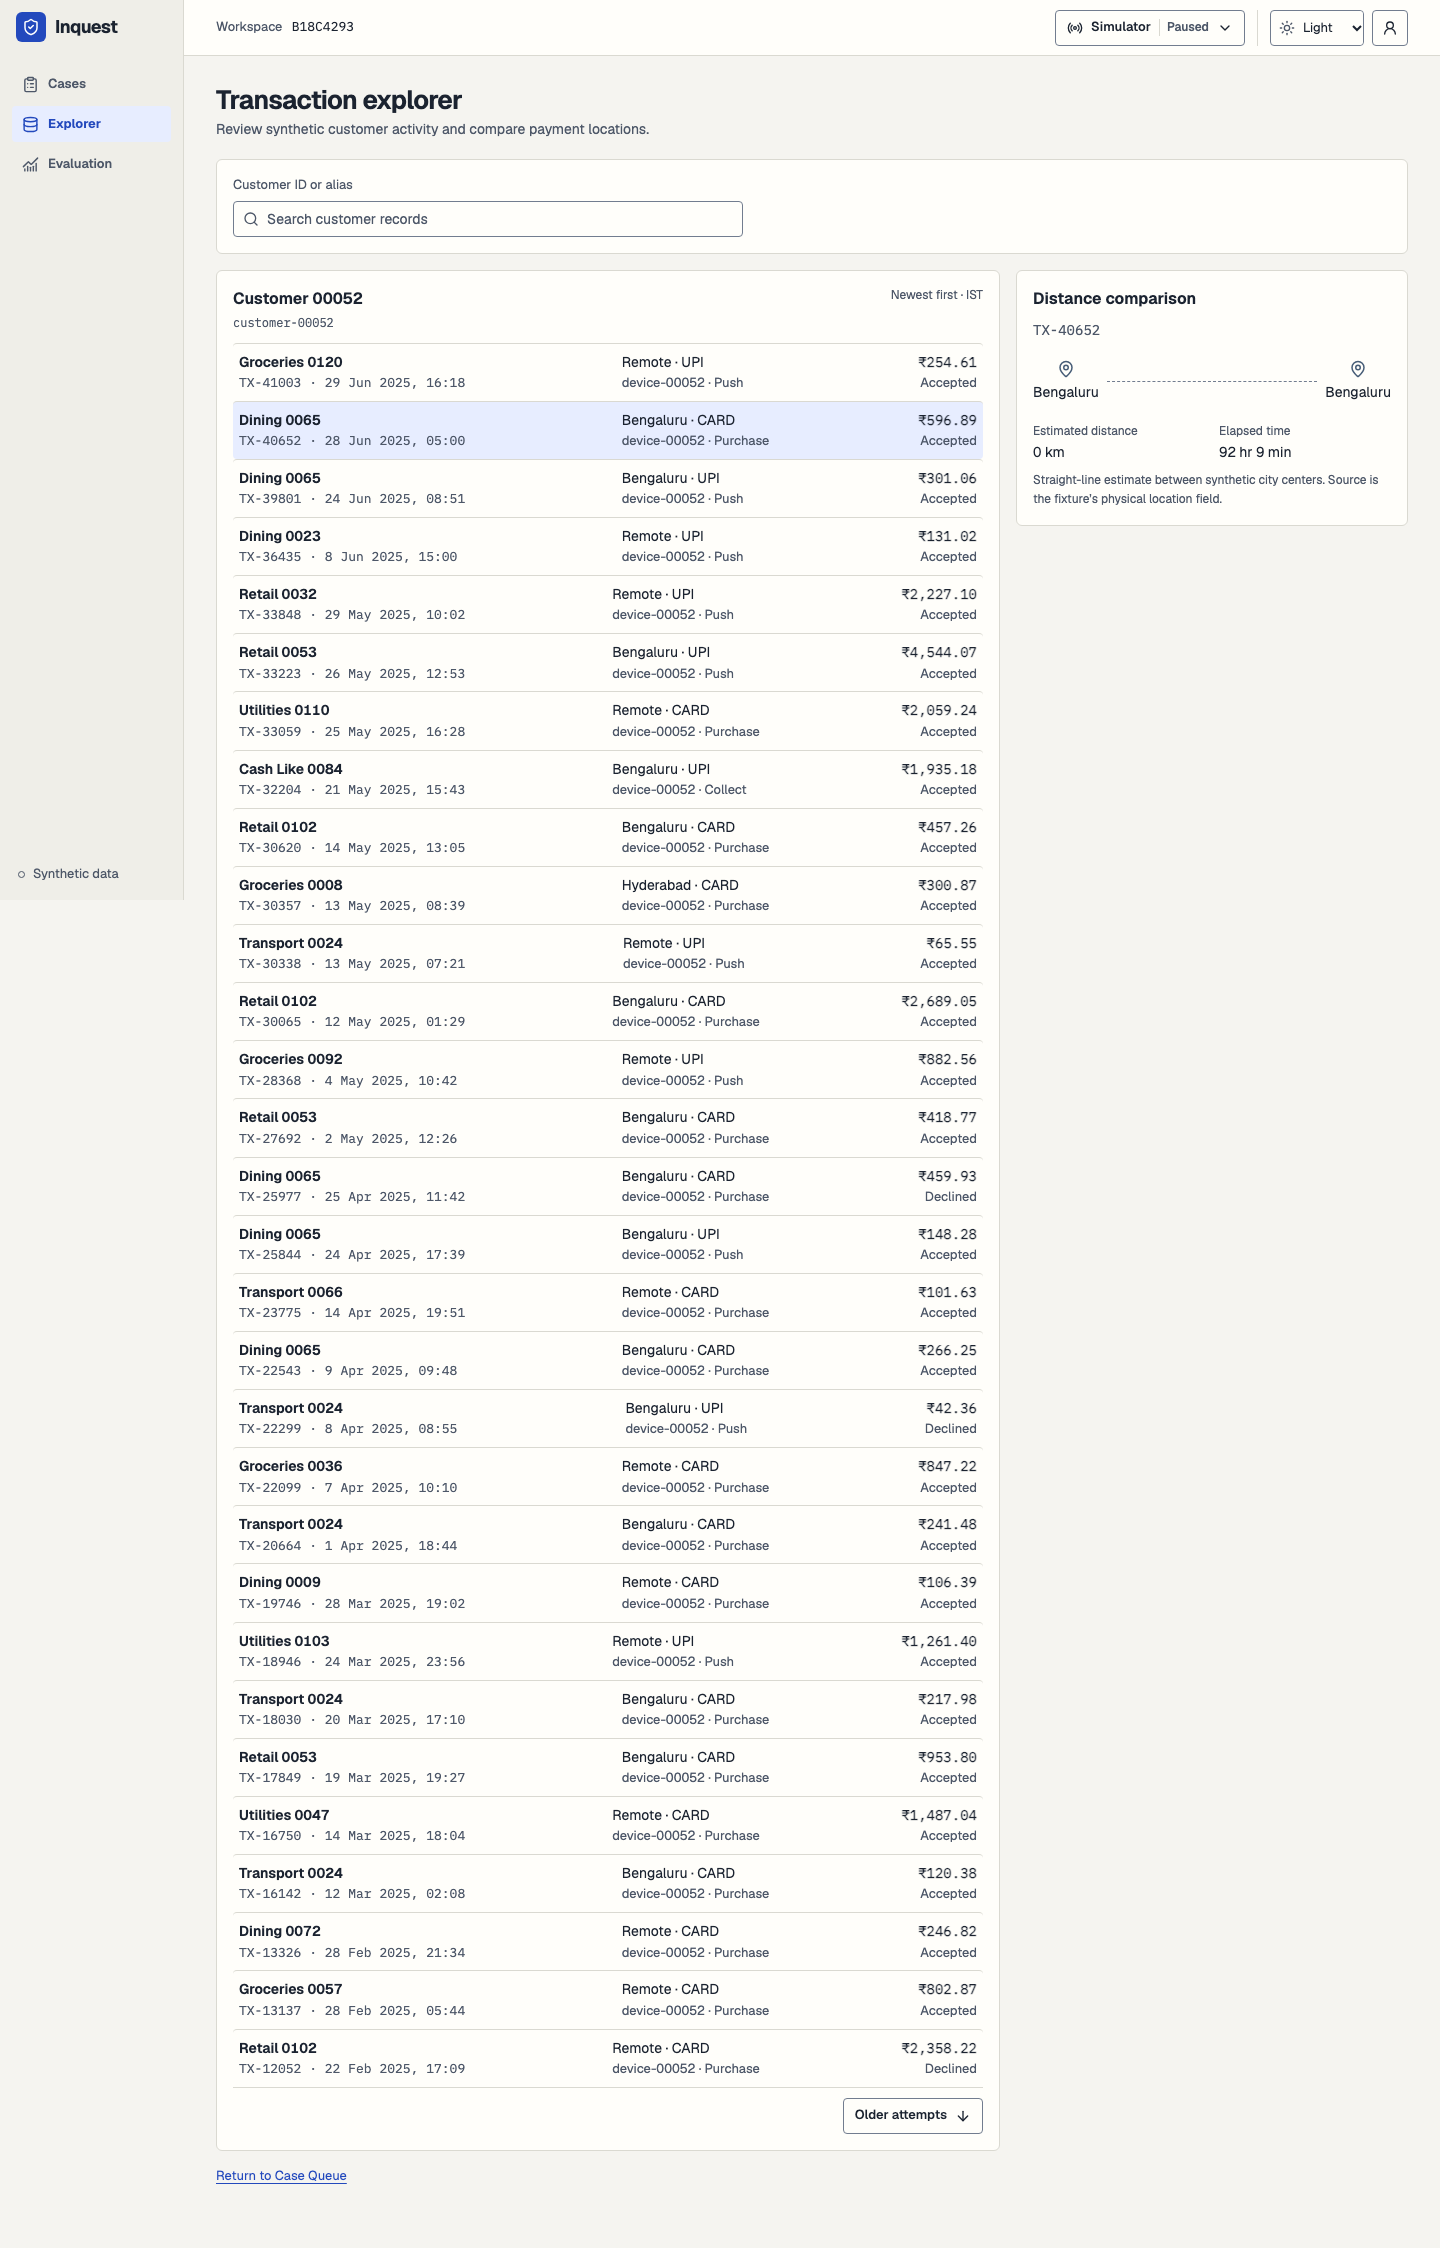 Inquest
Workspace B18C4293
Simulator Paused
Light
Cases
Explorer
Evaluation
Synthetic data
Transaction explorer
Review synthetic customer activity and compare payment locations.
Customer ID or alias
Search customer records
Customer 00052
Newest first · IST
customer-00052
Groceries 0120 Remote · UPI ₹254.61
TX-41003 · 29 Jun 2025, 16:18 device-00052 · Push Accepted
Dining 0065 Bengaluru · CARD ₹596.89
TX-40652 · 28 Jun 2025, 05:00 device-00052 · Purchase Accepted
Dining 0065 Bengaluru · UPI ₹301.06
TX-39801 · 24 Jun 2025, 08:51 device-00052 · Push Accepted
Dining 0023 Remote · UPI ₹131.02
TX-36435 · 8 Jun 2025, 15:00 device-00052 · Push Accepted
Retail 0032 Remote · UPI ₹2,227.10
TX-33848 · 29 May 2025, 10:02 device-00052 · Push Accepted
Retail 0053 Bengaluru · UPI ₹4,544.07
TX-33223 · 26 May 2025, 12:53 device-00052 · Push Accepted
Utilities 0110 Remote · CARD ₹2,059.24
TX-33059 · 25 May 2025, 16:28 device-00052 · Purchase Accepted
Cash Like 0084 Bengaluru · UPI ₹1,935.18
TX-32204 · 21 May 2025, 15:43 device-00052 · Collect Accepted
Retail 0102 Bengaluru · CARD ₹457.26
TX-30620 · 14 May 2025, 13:05 device-00052 · Purchase Accepted
Groceries 0008 Hyderabad · CARD ₹300.87
TX-30357 · 13 May 2025, 08:39 device-00052 · Purchase Accepted
Transport 0024 Remote · UPI ₹65.55
TX-30338 · 13 May 2025, 07:21 device-00052 · Push Accepted
Retail 0102 Bengaluru · CARD ₹2,689.05
TX-30065 · 12 May 2025, 01:29 device-00052 · Purchase Accepted
Groceries 0092 Remote · UPI ₹882.56
TX-28368 · 4 May 2025, 10:42 device-00052 · Push Accepted
Retail 0053 Bengaluru · CARD ₹418.77
TX-27692 · 2 May 2025, 12:26 device-00052 · Purchase Accepted
Dining 0065 Bengaluru · CARD ₹459.93
TX-25977 · 25 Apr 2025, 11:42 device-00052 · Purchase Declined
Dining 0065 Bengaluru · UPI ₹148.28
TX-25844 · 24 Apr 2025, 17:39 device-00052 · Push Accepted
Transport 0066 Remote · CARD ₹101.63
TX-23775 · 14 Apr 2025, 19:51 device-00052 · Purchase Accepted
Dining 0065 Bengaluru · CARD ₹266.25
TX-22543 · 9 Apr 2025, 09:48 device-00052 · Purchase Accepted
Transport 0024 Bengaluru · UPI ₹42.36
TX-22299 · 8 Apr 2025, 08:55 device-00052 · Push Declined
Groceries 0036 Remote · CARD ₹847.22
TX-22099 · 7 Apr 2025, 10:10 device-00052 · Purchase Accepted
Transport 0024 Bengaluru · CARD ₹241.48
TX-20664 · 1 Apr 2025, 18:44 device-00052 · Purchase Accepted
Dining 0009 Remote · CARD ₹106.39
TX-19746 · 28 Mar 2025, 19:02 device-00052 · Purchase Accepted
Utilities 0103 Remote · UPI ₹1,261.40
TX-18946 · 24 Mar 2025, 23:56 device-00052 · Push Accepted
Transport 0024 Bengaluru · CARD ₹217.98
TX-18030 · 20 Mar 2025, 17:10 device-00052 · Purchase Accepted
Retail 0053 Bengaluru · CARD ₹953.80
TX-17849 · 19 Mar 2025, 19:27 device-00052 · Purchase Accepted
Utilities 0047 Remote · CARD ₹1,487.04
TX-16750 · 14 Mar 2025, 18:04 device-00052 · Purchase Accepted
Transport 0024 Bengaluru · CARD ₹120.38
TX-16142 · 12 Mar 2025, 02:08 device-00052 · Purchase Accepted
Dining 0072 Remote · CARD ₹246.82
TX-13326 · 28 Feb 2025, 21:34 device-00052 · Purchase Accepted
Groceries 0057 Remote · CARD ₹802.87
TX-13137 · 28 Feb 2025, 05:44 device-00052 · Purchase Accepted
Retail 0102 Remote · CARD ₹2,358.22
TX-12052 · 22 Feb 2025, 17:09 device-00052 · Purchase Declined
Older attempts
Return to Case Queue
Distance comparison
TX-40652
Bengaluru Bengaluru
Estimated distance Elapsed time
0 km 92 hr 9 min
Straight-line estimate between synthetic city centers. Source is
the fixture's physical location field.